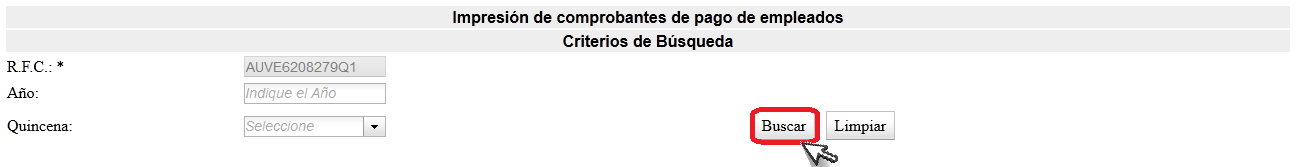 Impresión de comprobantes de pago de empleados
Criterios de Búsqueda
R.F.C.: * AUVE6208279Q1
Año: Indique el Año
Quincena: Seleccione Buscar Limpiar